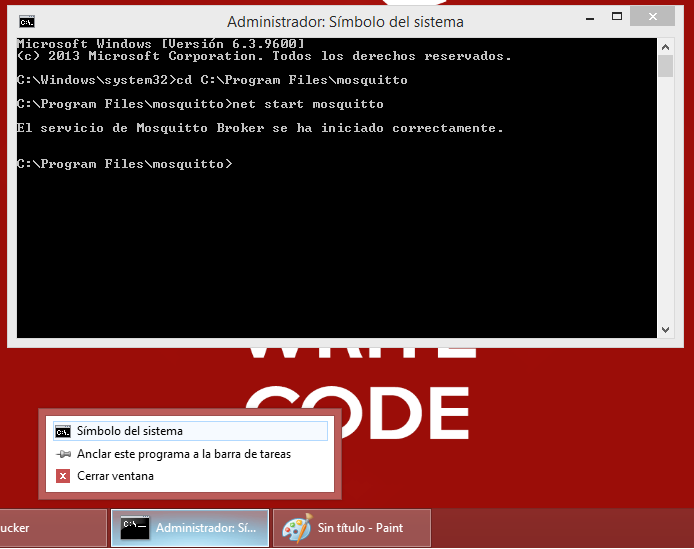 Administrador: Símbolo del sistema
Microsoft Windows [Versión 6.3.9600]
(c) 2013 Microsoft Corporation. Todos los derechos reservados.
C:\Windows\system32>cd C:\Program Files\mosquitto
C:\Program Files\mosquitto>net start mosquitto
El servicio de Mosquitto Broker se ha iniciado correctamente.
C:\Program Files\mosquitto>
WRITE
CODE
Símbolo del sistema
Anclar este programa a la barra de tareas
Cerrar ventana
ucker
Administrador: Sí...
Sin título - Paint